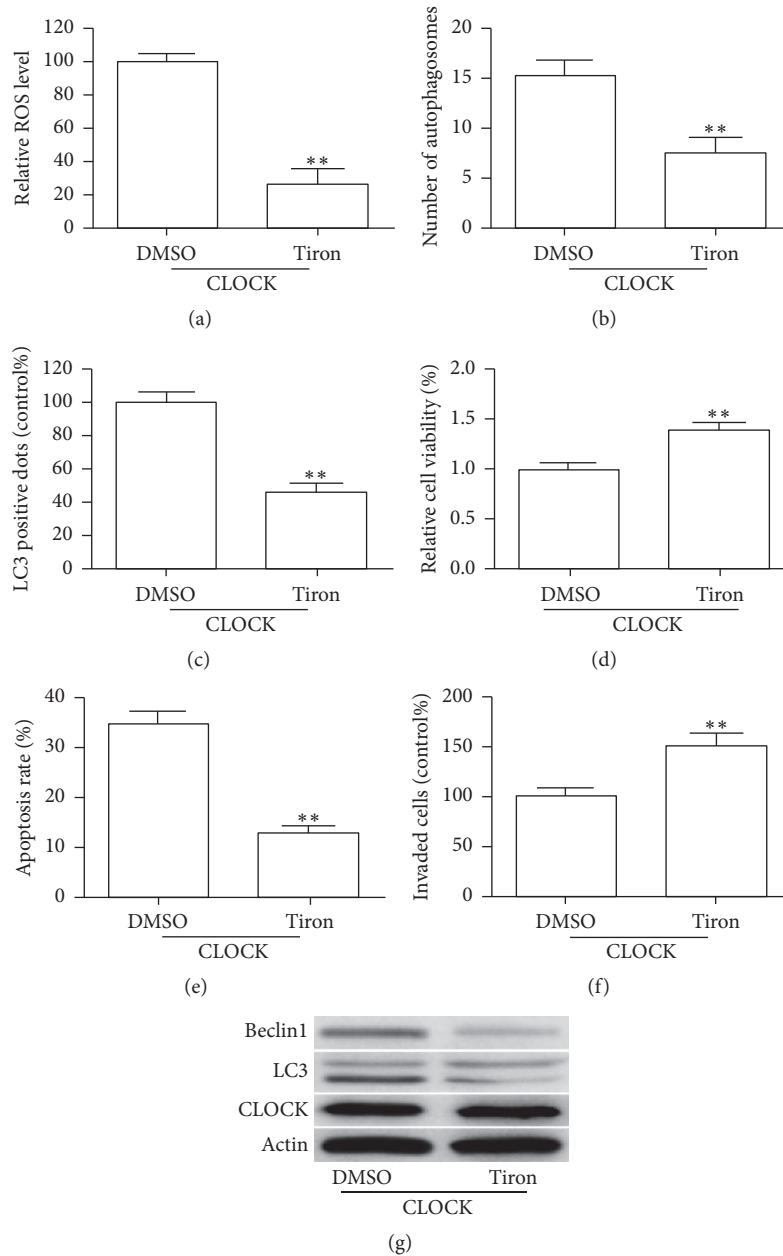 Relative ROS level
120
100
80
60
40
20
0
**
DMSO Tiron
CLOCK
(a)
Number of autophagosomes
20
15
10
5
0
**
DMSO Tiron
CLOCK
(b)
LC3 positive dots (control%)
120
100
80
60
40
20
0
**
DMSO Tiron
CLOCK
(c)
Relative cell viability (%)
2.0
1.5
1.0
0.5
0.0
**
DMSO Tiron
CLOCK
(d)
Apoptosis rate (%)
40
30
20
10
0
**
DMSO Tiron
CLOCK
(e)
Invaded cells (control%)
200
150
100
50
0
**
DMSO Tiron
CLOCK
(f)
Beclin1
LC3
CLOCK
Actin
DMSO Tiron
CLOCK
(g)